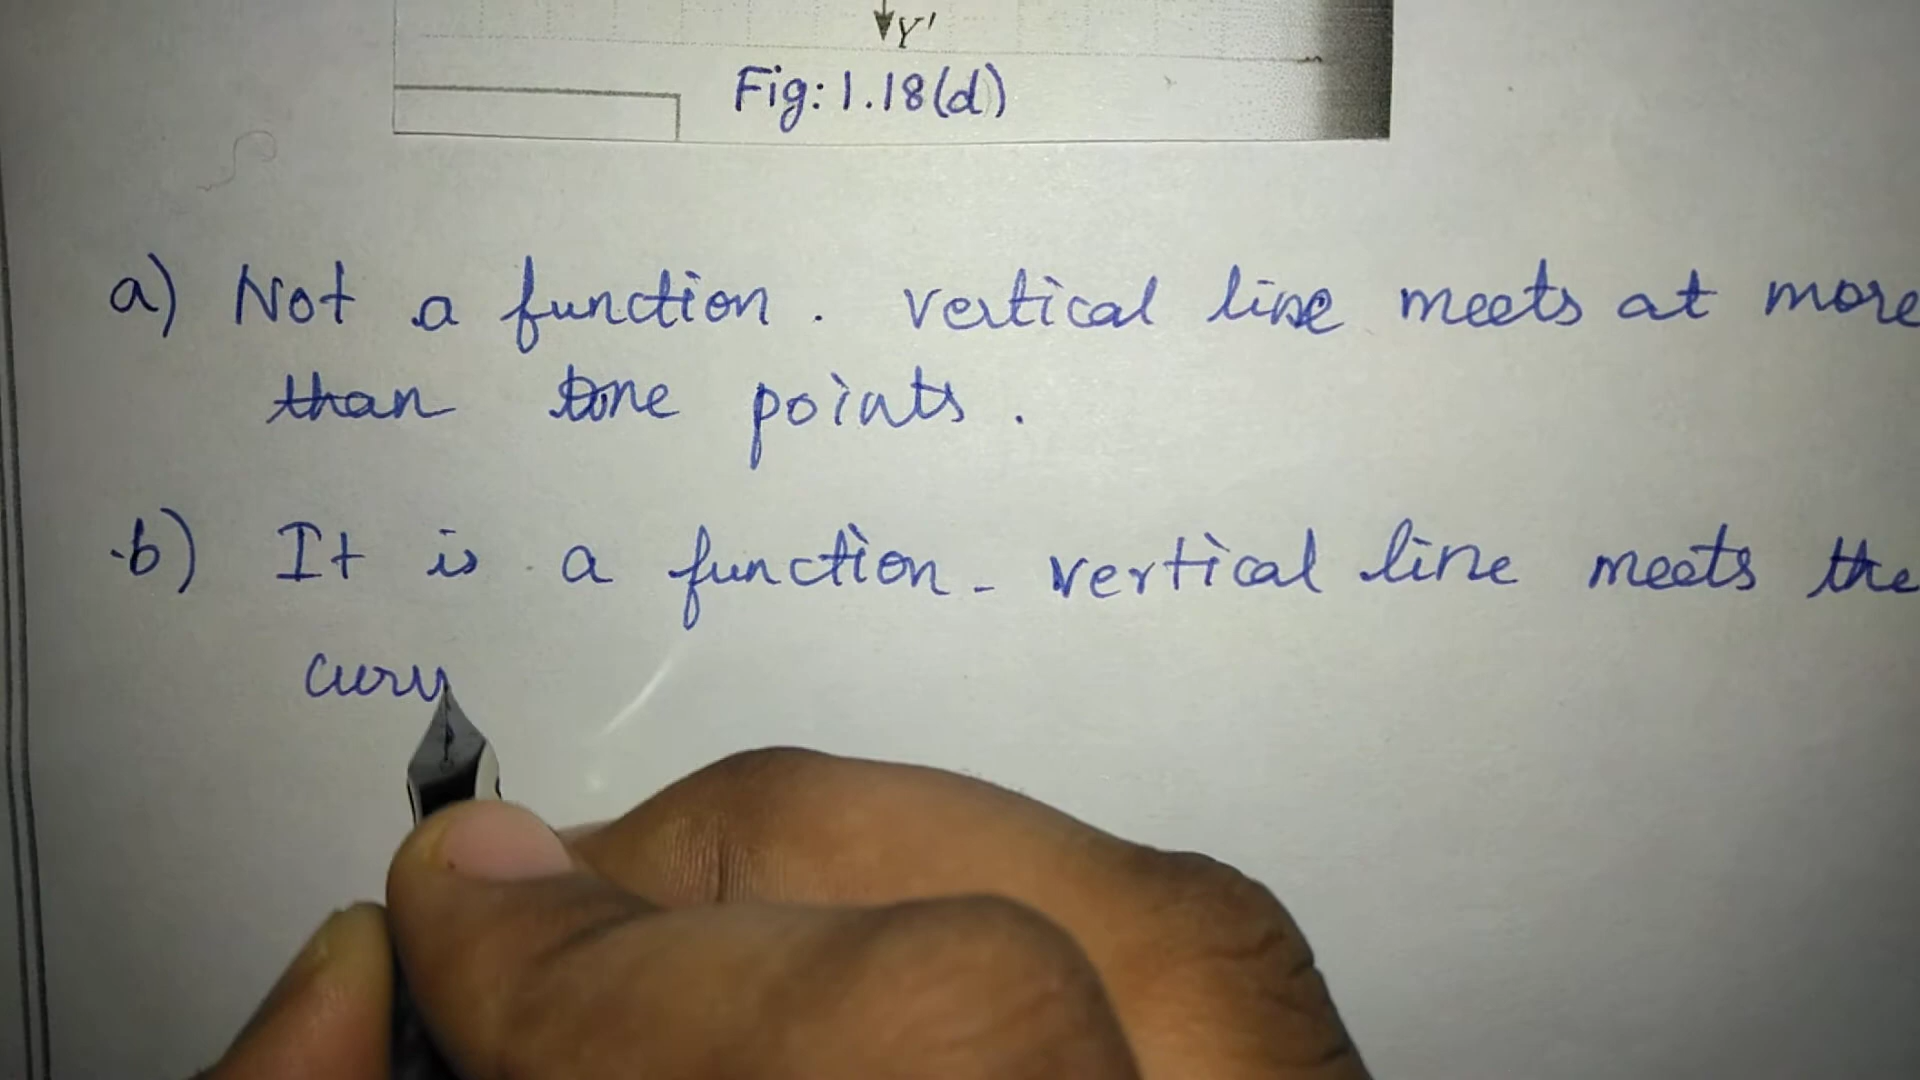 Y'
Fig: 1.18(d)
a) Not a function. vertical line meets at more
than one points.
b) It is a function. vertical line meets the
curv